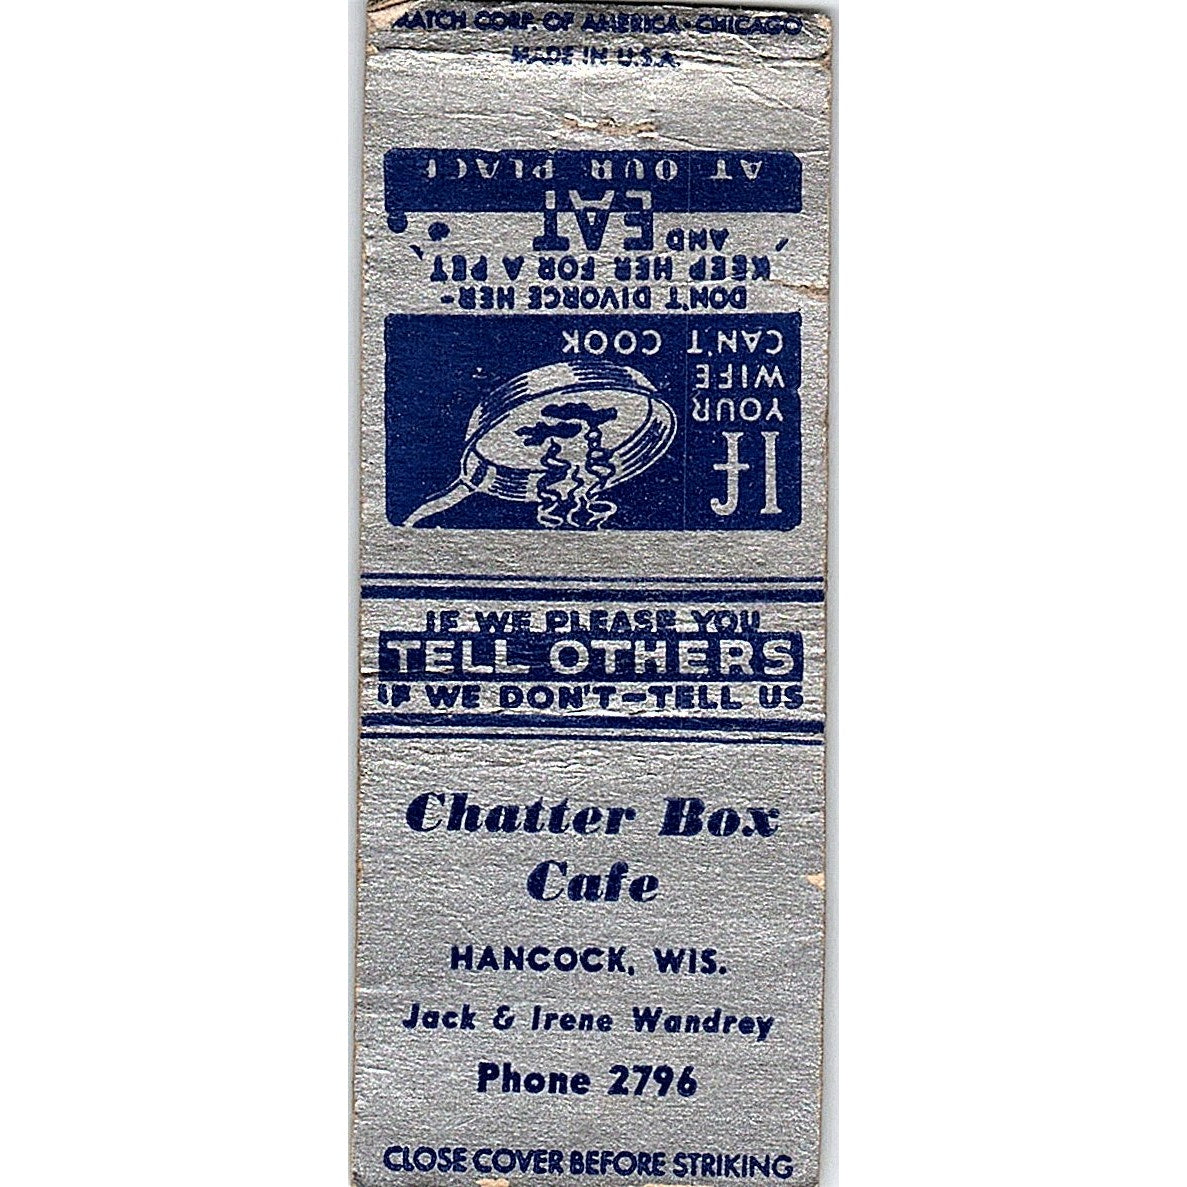 MATCH CORP. OF AMERICA-CHICAGO
MADE IN U.S.A.
If
YOUR
WIFE
CAN'T COOK
DON'T DIVORCE HER-
KEEP HER FOR A PET
AND EAT
AT OUR PLACE
IF WE PLEASE YOU
TELL OTHERS
IF WE DON'T-TELL US
Chatter Box
Cafe
HANCOCK, WIS.
Jack & Irene Wandrey
Phone 2796
CLOSE COVER BEFORE STRIKING